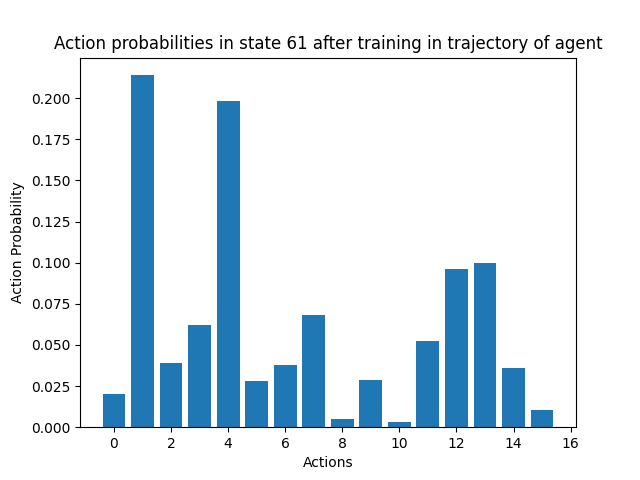 Action probabilities in state 61 after training in trajectory of agent
0.200
0.175
0.150
0.125
0.100
0.075
0.050
0.025
0.000
Action Probability
0 2 4 6 8 10 12 14 16
Actions